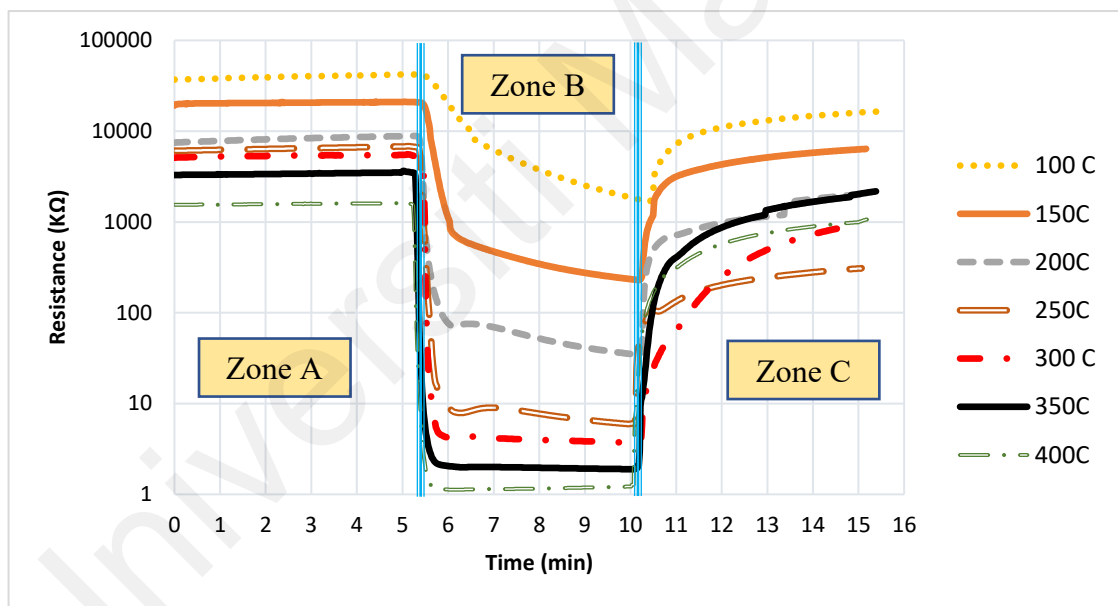 100000
10000
1000
100
10
1
Resistance (KΩ)
0 1 2 3 4 5 6 7 8 9 10 11 12 13 14 15 16
Time (min)
Zone A
Zone B
Zone C
100 C
150C
200C
250C
300 C
350C
400C
Universiti